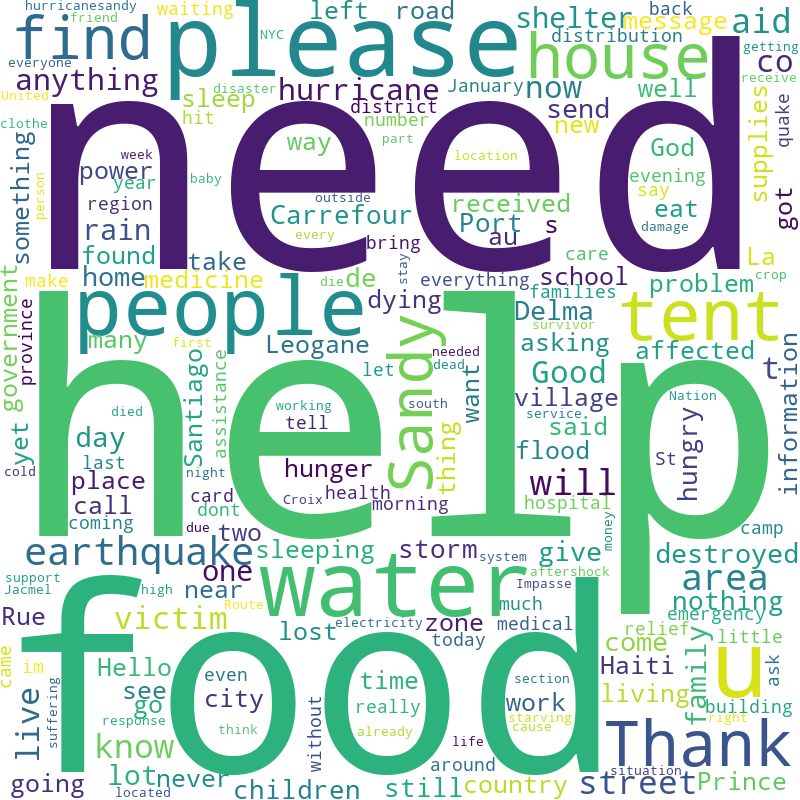 hurricanesandy
friend
waiting
left
road
back
find
please
NYC
shelter
message
aid
distribution
house
co
everyone
getting
receive
anything
United
disaster
hurricane
January
now
sleep
hit
district
number
send
well
new
part
clothe
supplies
quake
need
something
week
way
location
God
power
year
baby
evening
say
person
region
outside
received
eat
got
rain
Carrefour
Port
s
every
au
damage
found
bring
care
La
home
take
medicine
de
die
stay
everything
school
problem
crop
make
government
province
people
dying
families
Delma
tent
many
first
Leogane
survivor
asking
affected
t
help
Sandy
needed
dead
let
want
Good
information
Santiago
assistance
working
south
village
Nation
died
tell
service
said
yet
day
thing
flood
hungry
St
last
night
hunger
will
cold
place
card
Croix
health
morning
hospital
call
dont
coming
due
two
money
camp
earthquake
sleeping
storm
system
give
destroyed
one
water
aftershock
area
support
Jacmel
high
near
Impasse
nothing
food
Route
much
emergency
Rue
victim
lost
electricity
zone
medical
relief
little
today
come
family
came
im
Hello
Haiti
u
ask
live
suffering
see
even
time
section
go
city
really
work
living
building
response
think
already
starving
cause
right
know
without
life
Thank
lot
never
around
situation
going
located
children
still
country
street
Prince